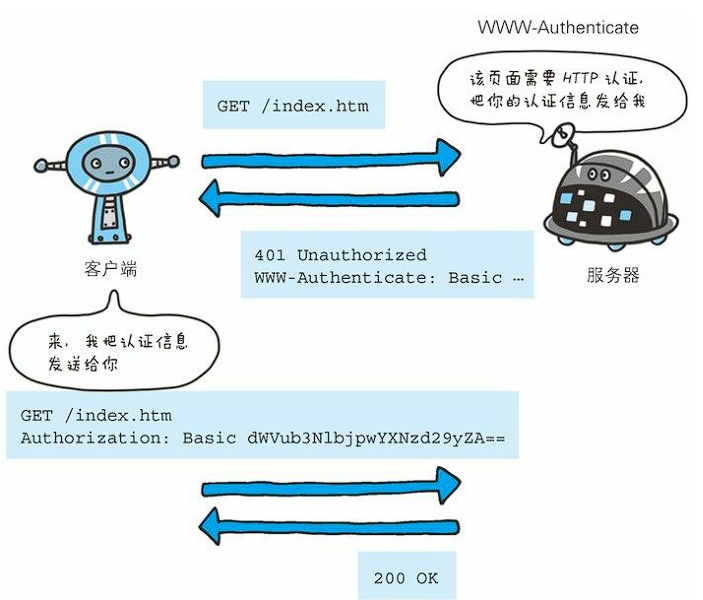 WWW-Authenticate
该页面需要 HTTP 认证,
把你的认证信息发给我
GET /index.htm
401 Unauthorized
WWW-Authenticate: Basic …
客户端
服务器
来, 我把认证信息
发送给你
GET /index.htm
Authorization: Basic dWVub3NlbjpwYXNzd29yZA==
200 OK